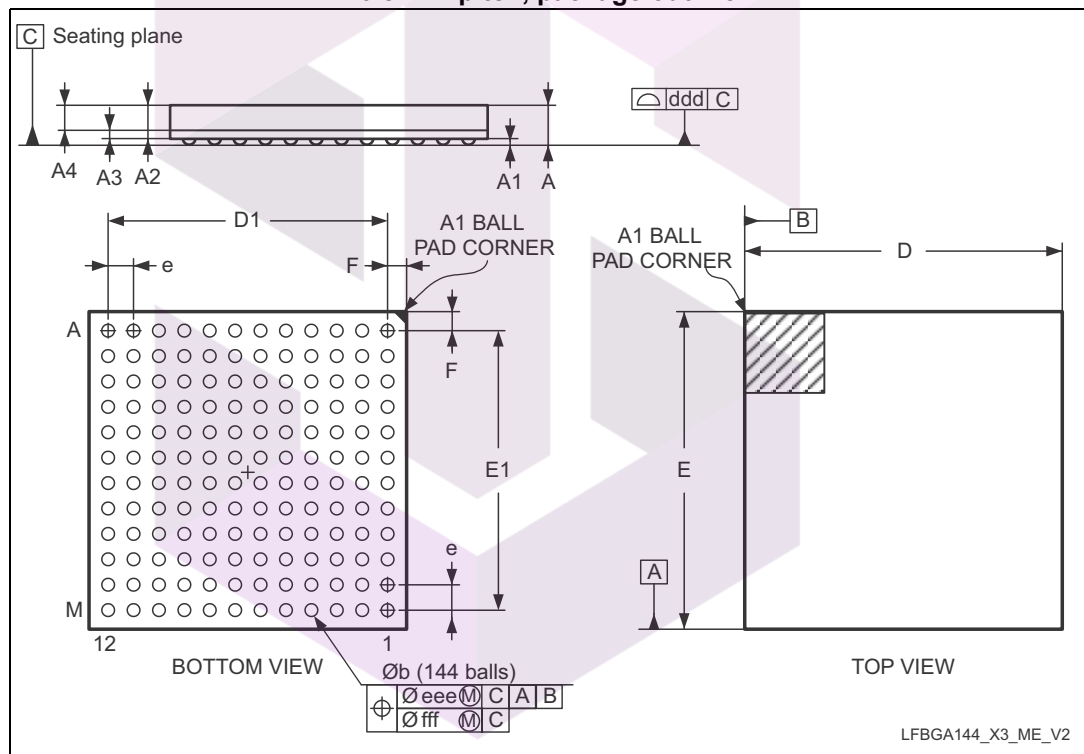 C Seating plane
ddd C
A4
A3
A2
A1
A
D1
A1 BALL
PAD CORNER
e
F
A
F
E1
e
M
12
1
BOTTOM VIEW
Øb (144 balls)
Ø eee M C A B
Ø fff M C
A1 BALL
PAD CORNER
B
D
E
A
TOP VIEW
LFBGA144_X3_ME_V2